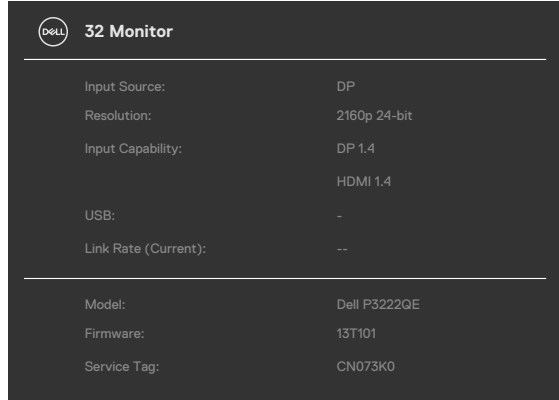 DELL 32 Monitor
Input Source: DP
Resolution: 2160p 24-bit
Input Capability: DP 1.4
HDMI 1.4
USB: -
Link Rate (Current): --
Model: Dell P3222QE
Firmware: 13T101
Service Tag: CN073K0